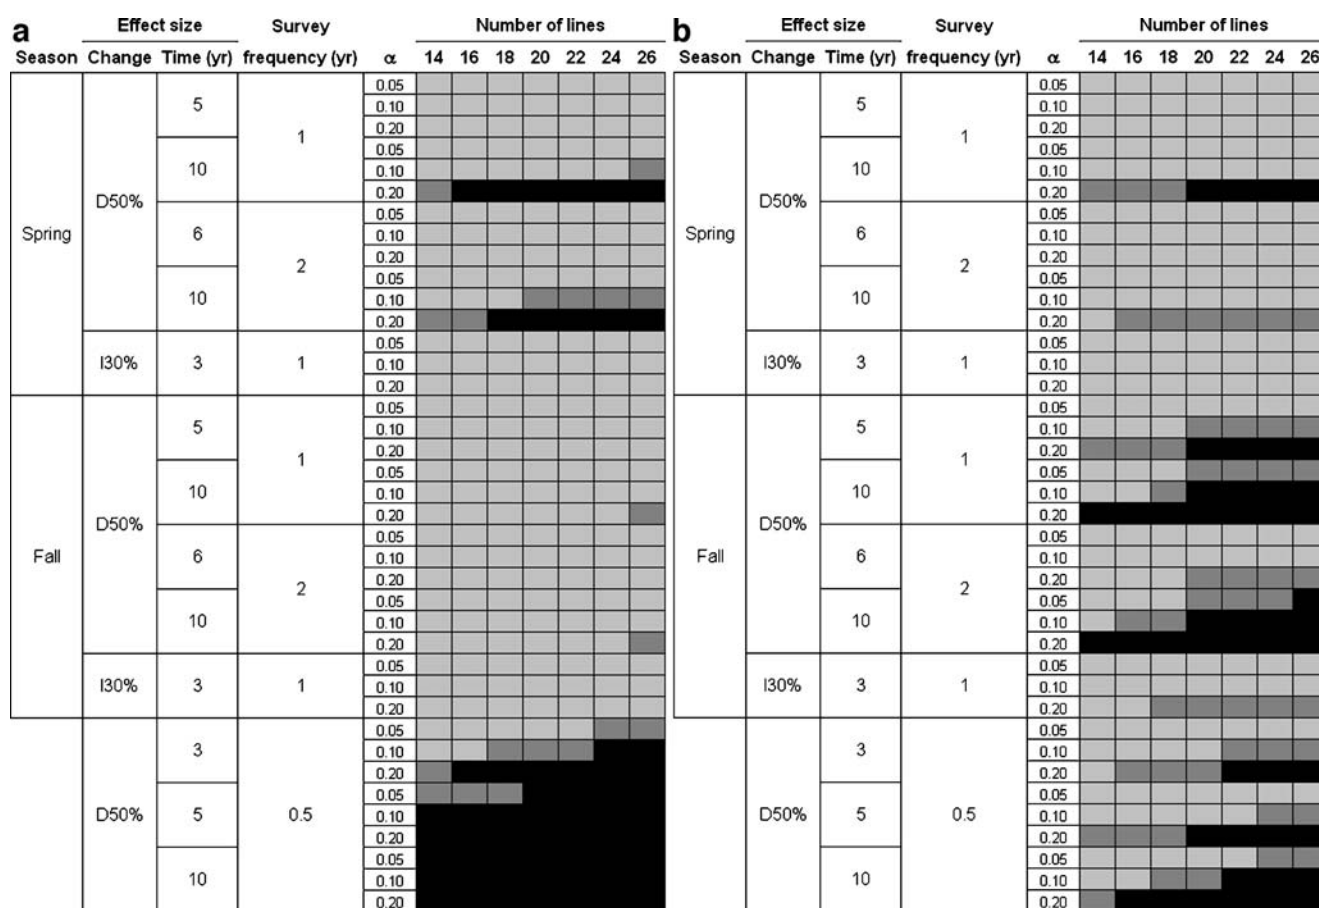 a Effect size Survey Number of lines b Effect size Survey Number of lines
Season Change Time (yr) frequency (yr) α 14 16 18 20 22 24 26 Season Change Time (yr) frequency (yr) α 14 16 18 20 22 24 26
0.05 0.05
5 0.10 5 0.10
0.20 0.20
1 1
0.05 0.05
10 0.10 10 0.10
D50% 0.20 D50% 0.20
0.05 0.05
Spring 6 0.10 Spring 6 0.10
0.20 0.20
2 2
0.05 0.05
10 0.10 10 0.10
0.20 0.20
0.05 0.05
I30% 3 1 0.10 I30% 3 1 0.10
0.20 0.20
0.05 0.05
5 0.10 5 0.10
0.20 0.20
1 1
0.05 0.05
10 0.10 10 0.10
D50% 0.20 D50% 0.20
0.05 0.05
Fall 6 0.10 Fall 6 0.10
0.20 0.20
2 2
0.05 0.05
10 0.10 10 0.10
0.20 0.20
0.05 0.05
I30% 3 1 0.10 I30% 3 1 0.10
0.20 0.20
0.05 0.05
3 0.10 3 0.10
0.20 0.20
0.05 0.05
D50% 5 0.5 0.10 D50% 5 0.5 0.10
0.20 0.20
0.05 0.05
10 0.10 10 0.10
0.20 0.20